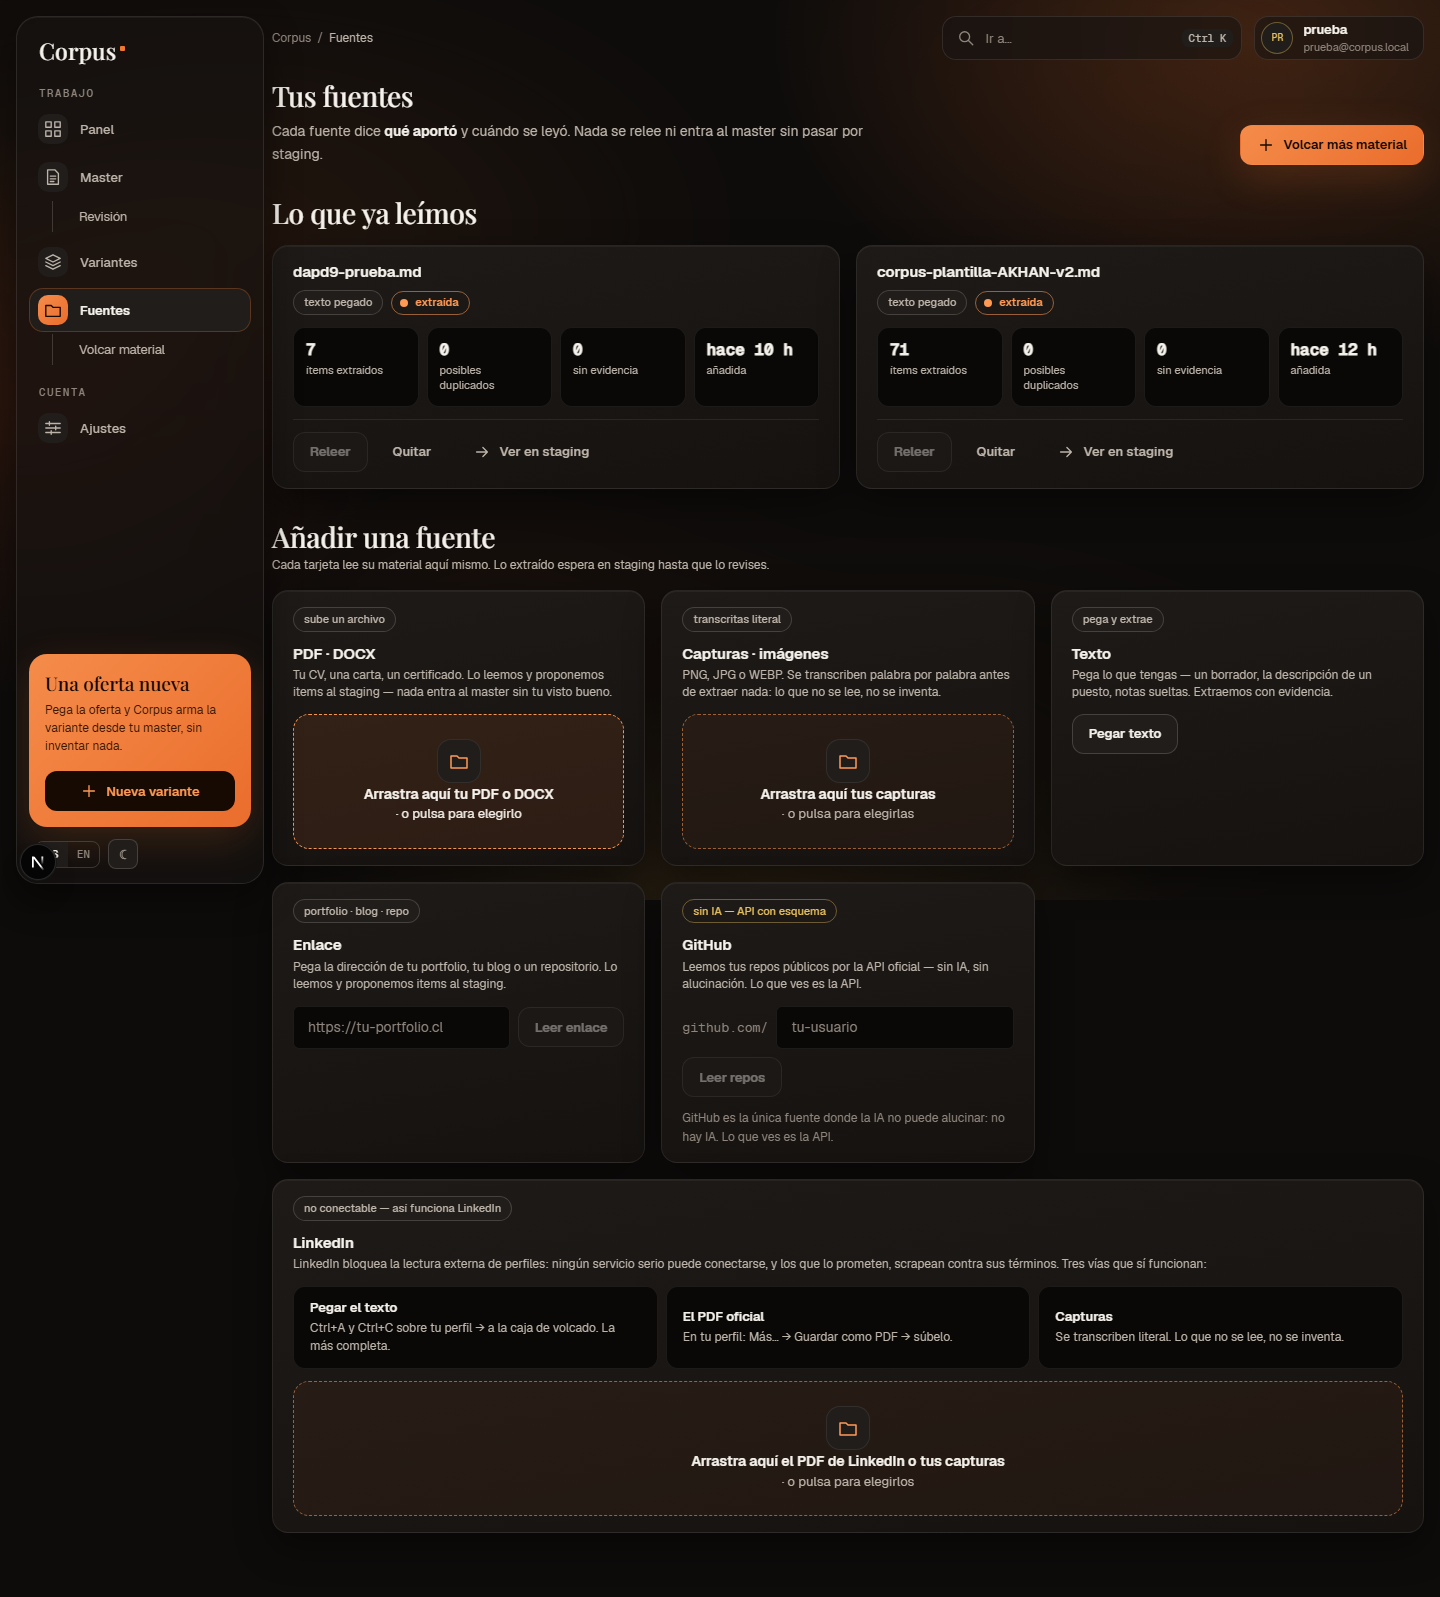 Corpus
TRABAJO
Panel
Master
Revisión
Variantes
Fuentes
Volcar material
CUENTA
Ajustes
Una oferta nueva
Pega la oferta y Corpus arma la
variante desde tu master, sin
inventar nada.
Nueva variante
EN
Corpus / Fuentes
Ir a…
Ctrl K
PR
prueba
prueba@corpus.local
Tus fuentes
Cada fuente dice qué aportó y cuándo se leyó. Nada se relee ni entra al master sin pasar por
staging.
Volcar más material
Lo que ya leímos
dapd9-prueba.md
texto pegado
extraída
7
ítems extraídos
0
posibles
duplicados
0
sin evidencia
hace 10 h
añadida
Releer
Quitar
→ Ver en staging
corpus-plantilla-AKHAN-v2.md
texto pegado
extraída
71
ítems extraídos
0
posibles
duplicados
0
sin evidencia
hace 12 h
añadida
Releer
Quitar
→ Ver en staging
Añadir una fuente
Cada tarjeta lee su material aquí mismo. Lo extraído espera en staging hasta que lo revises.
sube un archivo
PDF · DOCX
Tu CV, una carta, un certificado. Lo leemos y proponemos
items al staging — nada entra al master sin tu visto bueno.
Arrastra aquí tu PDF o DOCX
· o pulsa para elegirlo
transcritas literal
Capturas · imágenes
PNG, JPG o WEBP. Se transcriben palabra por palabra antes
de extraer nada: lo que no se lee, no se inventa.
Arrastra aquí tus capturas
· o pulsa para elegirlas
pega y extrae
Texto
Pega lo que tengas — un borrador, la descripción de un
puesto, notas sueltas. Extraemos con evidencia.
Pegar texto
portfolio · blog · repo
Enlace
Pega la dirección de tu portfolio, tu blog o un repositorio. Lo
leemos y proponemos items al staging.
https://tu-portfolio.cl
Leer enlace
sin IA — API con esquema
GitHub
Leemos tus repos públicos por la API oficial — sin IA, sin
alucinación. Lo que ves es la API.
github.com/
tu-usuario
Leer repos
GitHub es la única fuente donde la IA no puede alucinar: no
hay IA. Lo que ves es la API.
no conectable — así funciona LinkedIn
LinkedIn
LinkedIn bloquea la lectura externa de perfiles: ningún servicio serio puede conectarse, y los que lo prometen, scrapean contra sus términos. Tres vías que sí funcionan:
Pegar el texto
Ctrl+A y Ctrl+C sobre tu perfil → a la caja de volcado. La
más completa.
El PDF oficial
En tu perfil: Más… → Guardar como PDF → súbelo.
Capturas
Se transcriben literal. Lo que no se lee, no se inventa.
Arrastra aquí el PDF de LinkedIn o tus capturas
· o pulsa para elegirlos